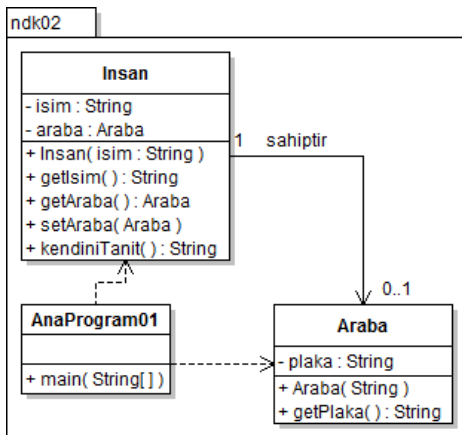 ndk02
Insan
- isim : String
- araba : Araba
+ Insan( isim : String )
+ getIsim( ) : String
+ getAraba( ) : Araba
+ setAraba( Araba )
+ kendiniTanit( ) : String
1 sahiptir
0..1
AnaProgram01
+ main( String[ ] )
Araba
- plaka : String
+ Araba( String )
+ getPlaka( ) : String